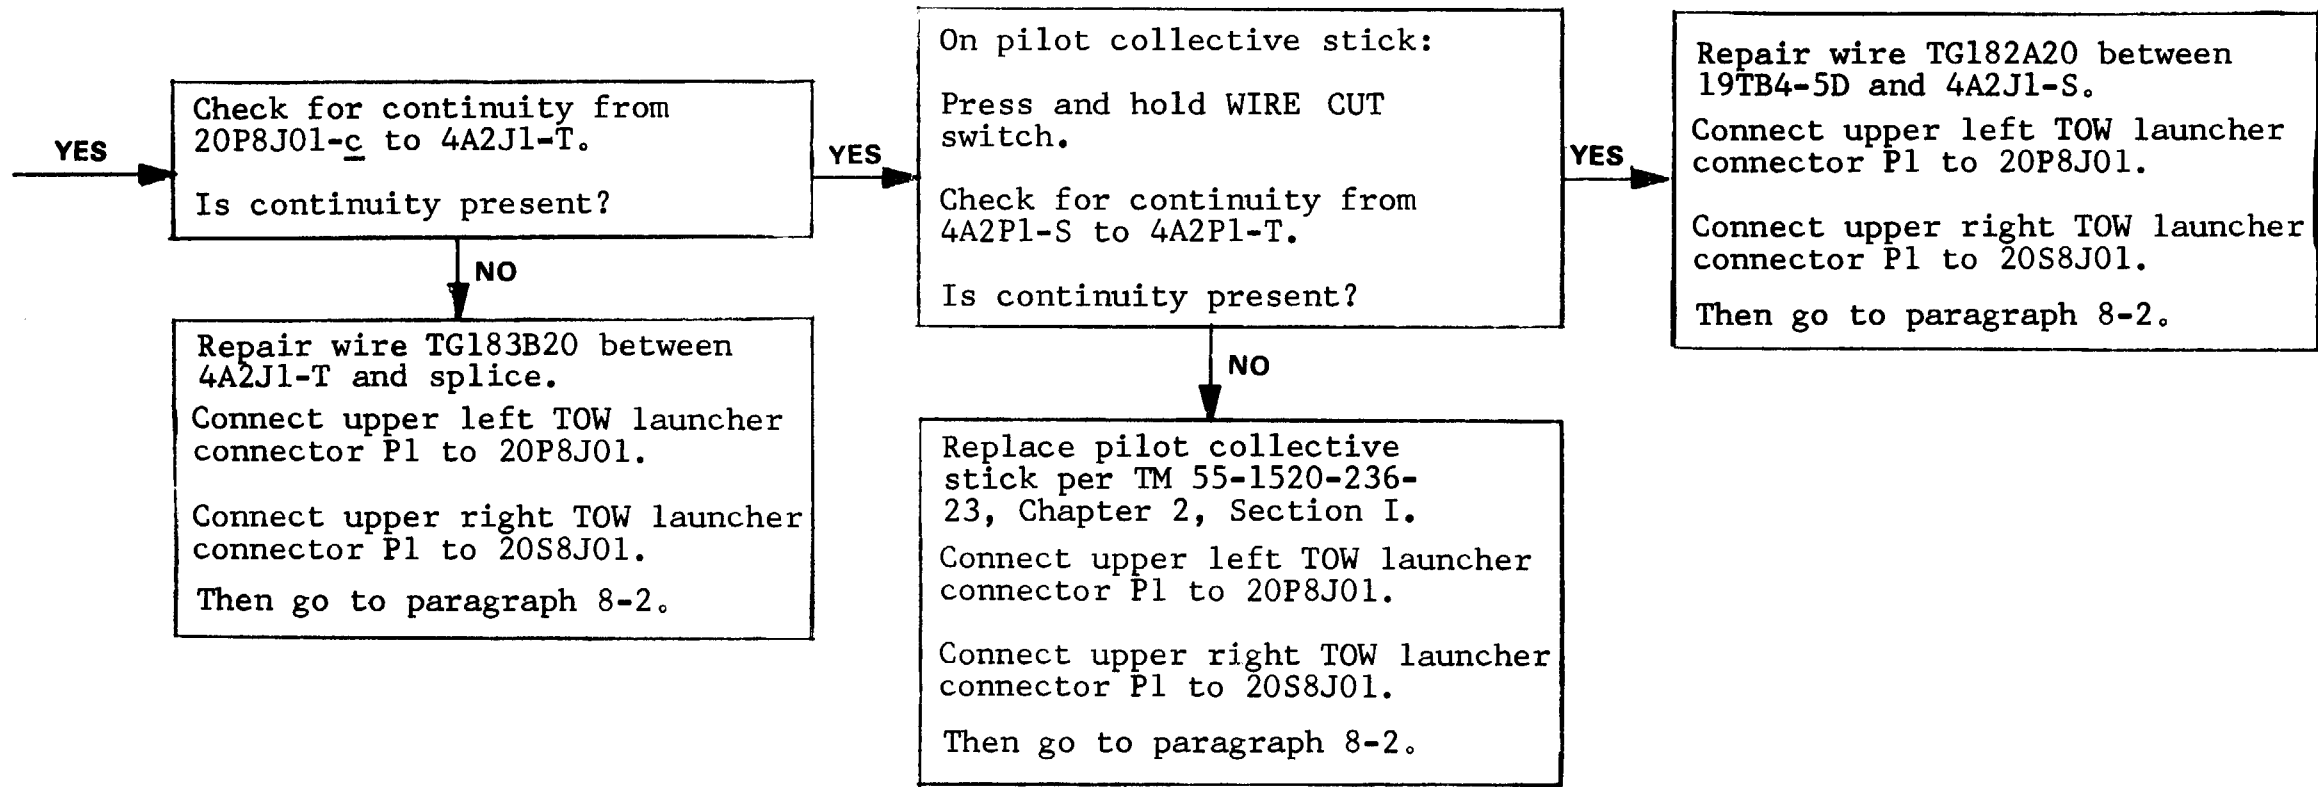 YES
Check for continuity from
20P8J01-c to 4A2J1-T.
Is continuity present?
NO
Repair wire TG183B20 between
4A2J1-T and splice.
Connect upper left TOW launcher
connector P1 to 20P8J01.
Connect upper right TOW launcher
connector P1 to 20S8J01.
Then go to paragraph 8-2.
YES
On pilot collective stick:
Press and hold WIRE CUT
switch.
Check for continuity from
4A2P1-S to 4A2P1-T.
Is continuity present?
NO
Replace pilot collective
stick per TM 55-1520-236-
23, Chapter 2, Section I.
Connect upper left TOW launcher
connector P1 to 20P8J01.
Connect upper right TOW launcher
connector P1 to 20S8J01.
Then go to paragraph 8-2.
YES
Repair wire TG182A20 between
19TB4-5D and 4A2J1-S.
Connect upper left TOW launcher
connector P1 to 20P8J01.
Connect upper right TOW launcher
connector P1 to 20S8J01.
Then go to paragraph 8-2.